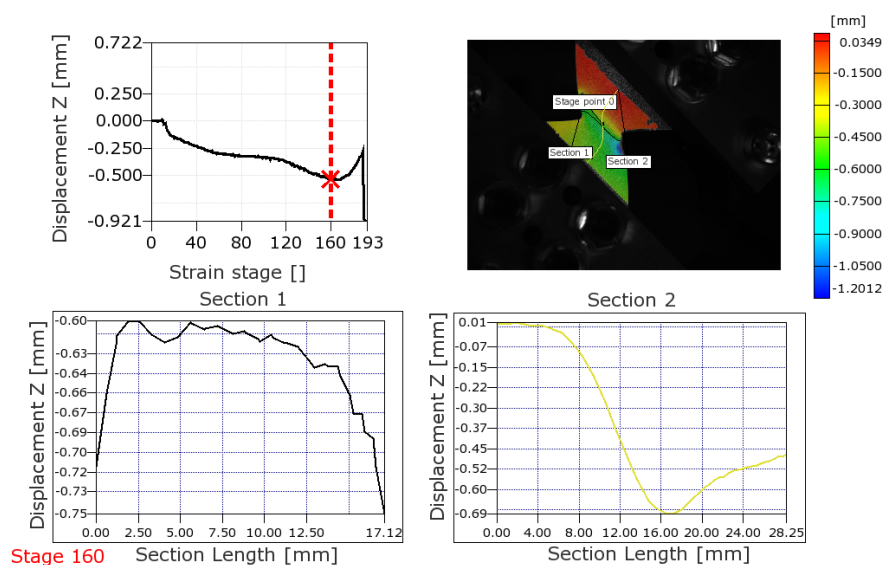 [mm]
0.722
0.250
0.000
-0.250
-0.500
-0.921
Displacement Z [mm]
0 40 80 120 160 193
Strain stage []
Stage point 0
Section 1
Section 2
0.0349
-0.1500
-0.3000
-0.4500
-0.6000
-0.7500
-0.9000
-1.0500
-1.2012
Section 1
-0.60
-0.63
-0.64
-0.66
-0.67
-0.69
-0.70
-0.72
-0.73
-0.75
Displacement Z [mm]
0.00 2.50 5.00 7.50 10.00 12.50 17.12
Section Length [mm]
Stage 160
Section 2
0.01
-0.07
-0.15
-0.22
-0.30
-0.37
-0.45
-0.52
-0.60
-0.69
Displacement Z [mm]
0.00 4.00 8.00 12.00 16.00 20.00 24.00 28.25
Section Length [mm]